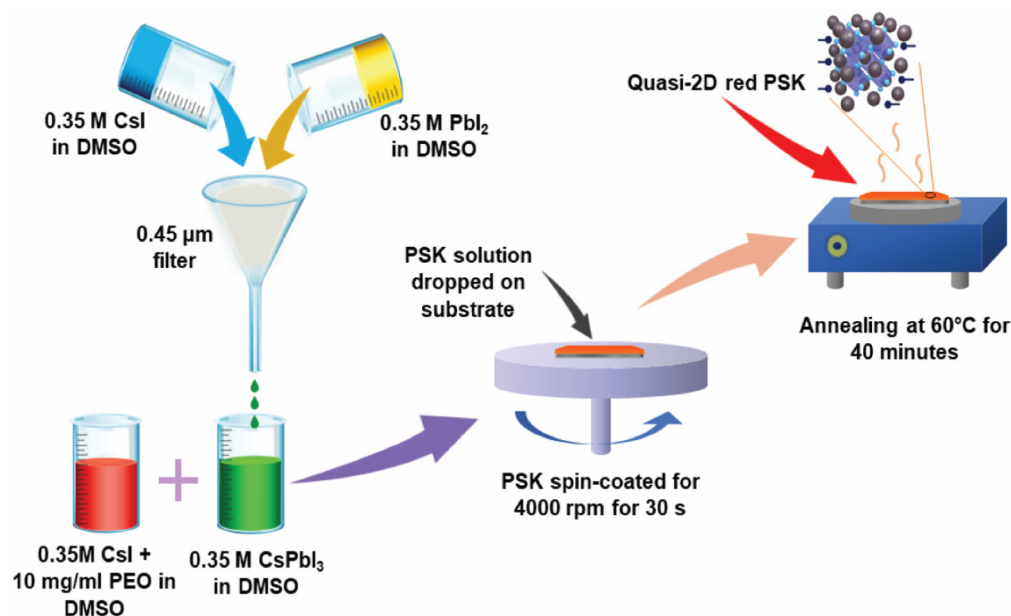 0.35 M CsI
in DMSO
0.35 M PbI₂
in DMSO
0.45 µm
filter
0.35M CsI +
10 mg/ml PEO in
DMSO
0.35 M CsPbI₃
in DMSO
PSK solution
dropped on
substrate
PSK spin-coated for
4000 rpm for 30 s
Quasi-2D red PSK
Annealing at 60°C for
40 minutes